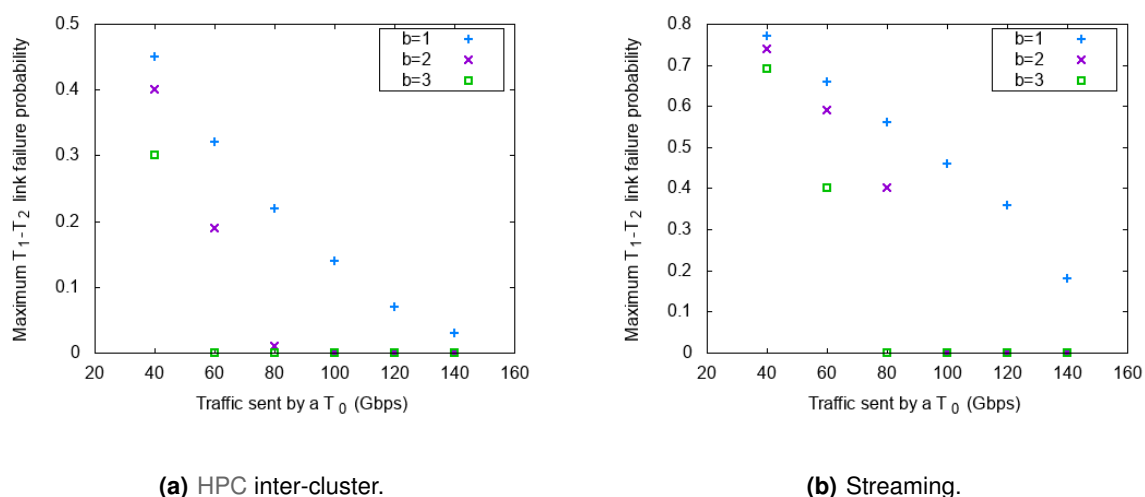 Maximum T1-T2 link failure probability
0.5
0.4
0.3
0.2
0.1
0
20 40 60 80 100 120 140 160
Traffic sent by a T0 (Gbps)
b=1
b=2
b=3
(a) HPC inter-cluster.
Maximum T1-T2 link failure probability
0.8
0.7
0.6
0.5
0.4
0.3
0.2
0.1
0
20 40 60 80 100 120 140 160
Traffic sent by a T0 (Gbps)
b=1
b=2
b=3
(b) Streaming.